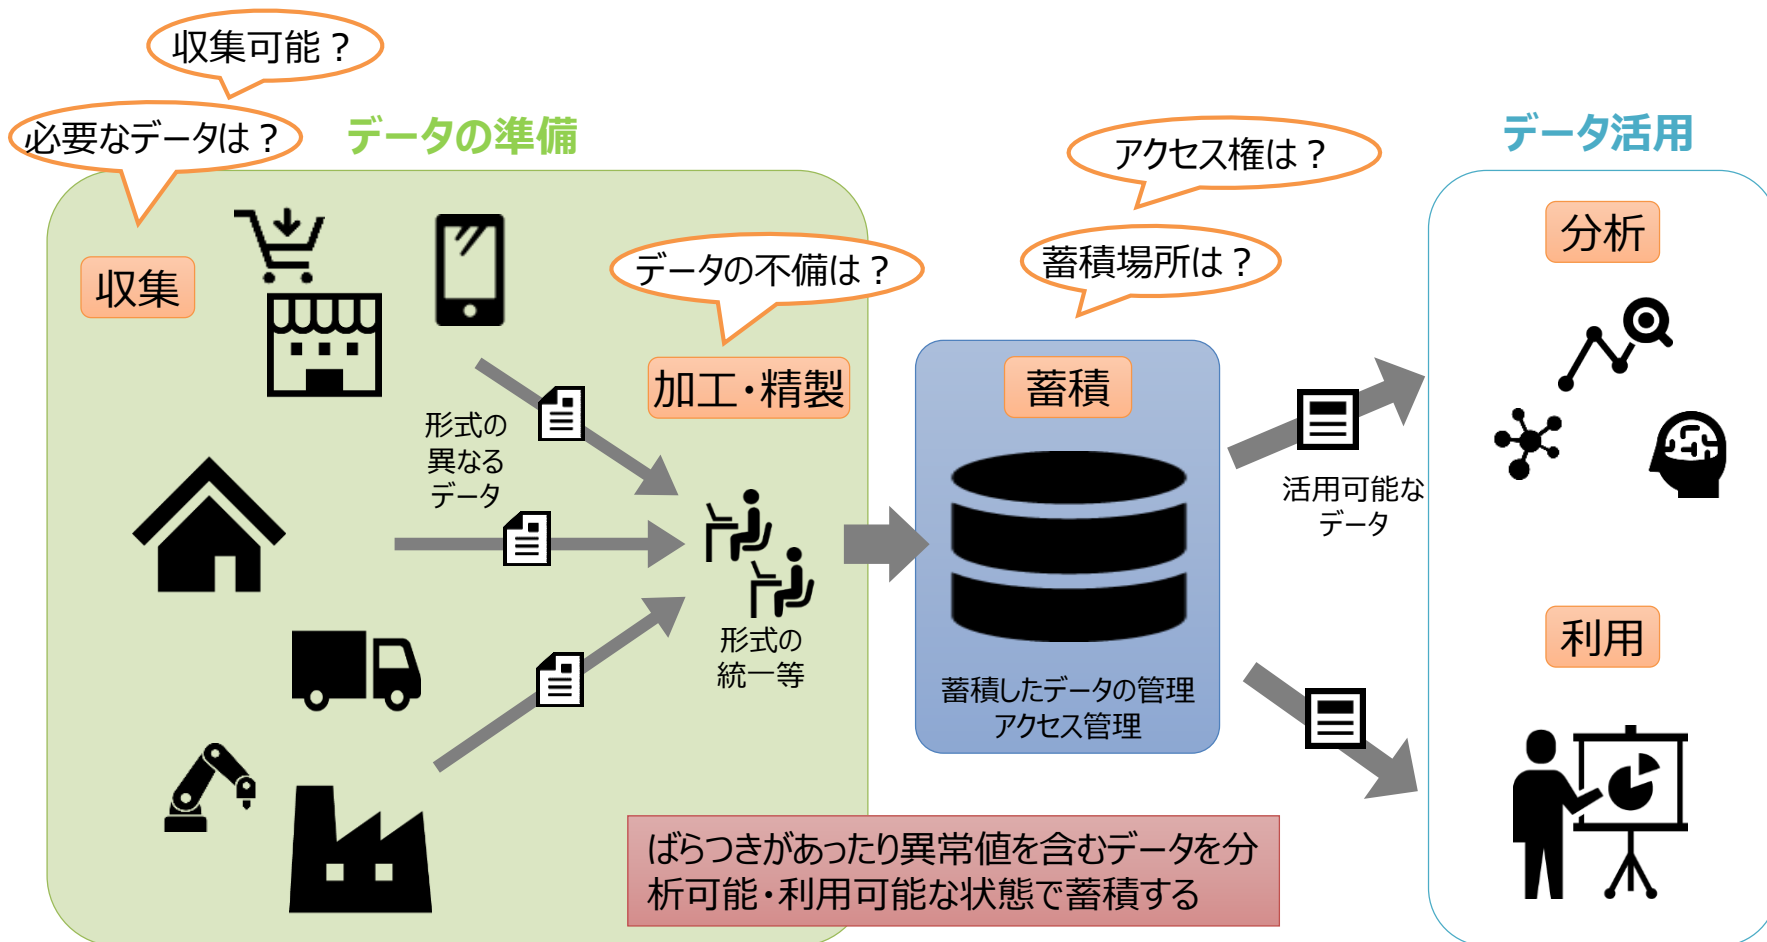 収集可能？
必要なデータは？
データの準備
アクセス権は？
データ活用
収集
データの不備は？
蓄積場所は？
分析
加工・精製
蓄積
形式の
異なる
データ
活用可能な
データ
形式の
統一等
利用
蓄積したデータの管理
アクセス管理
ばらつきがあったり異常値を含むデータを分
析可能・利用可能な状態で蓄積する